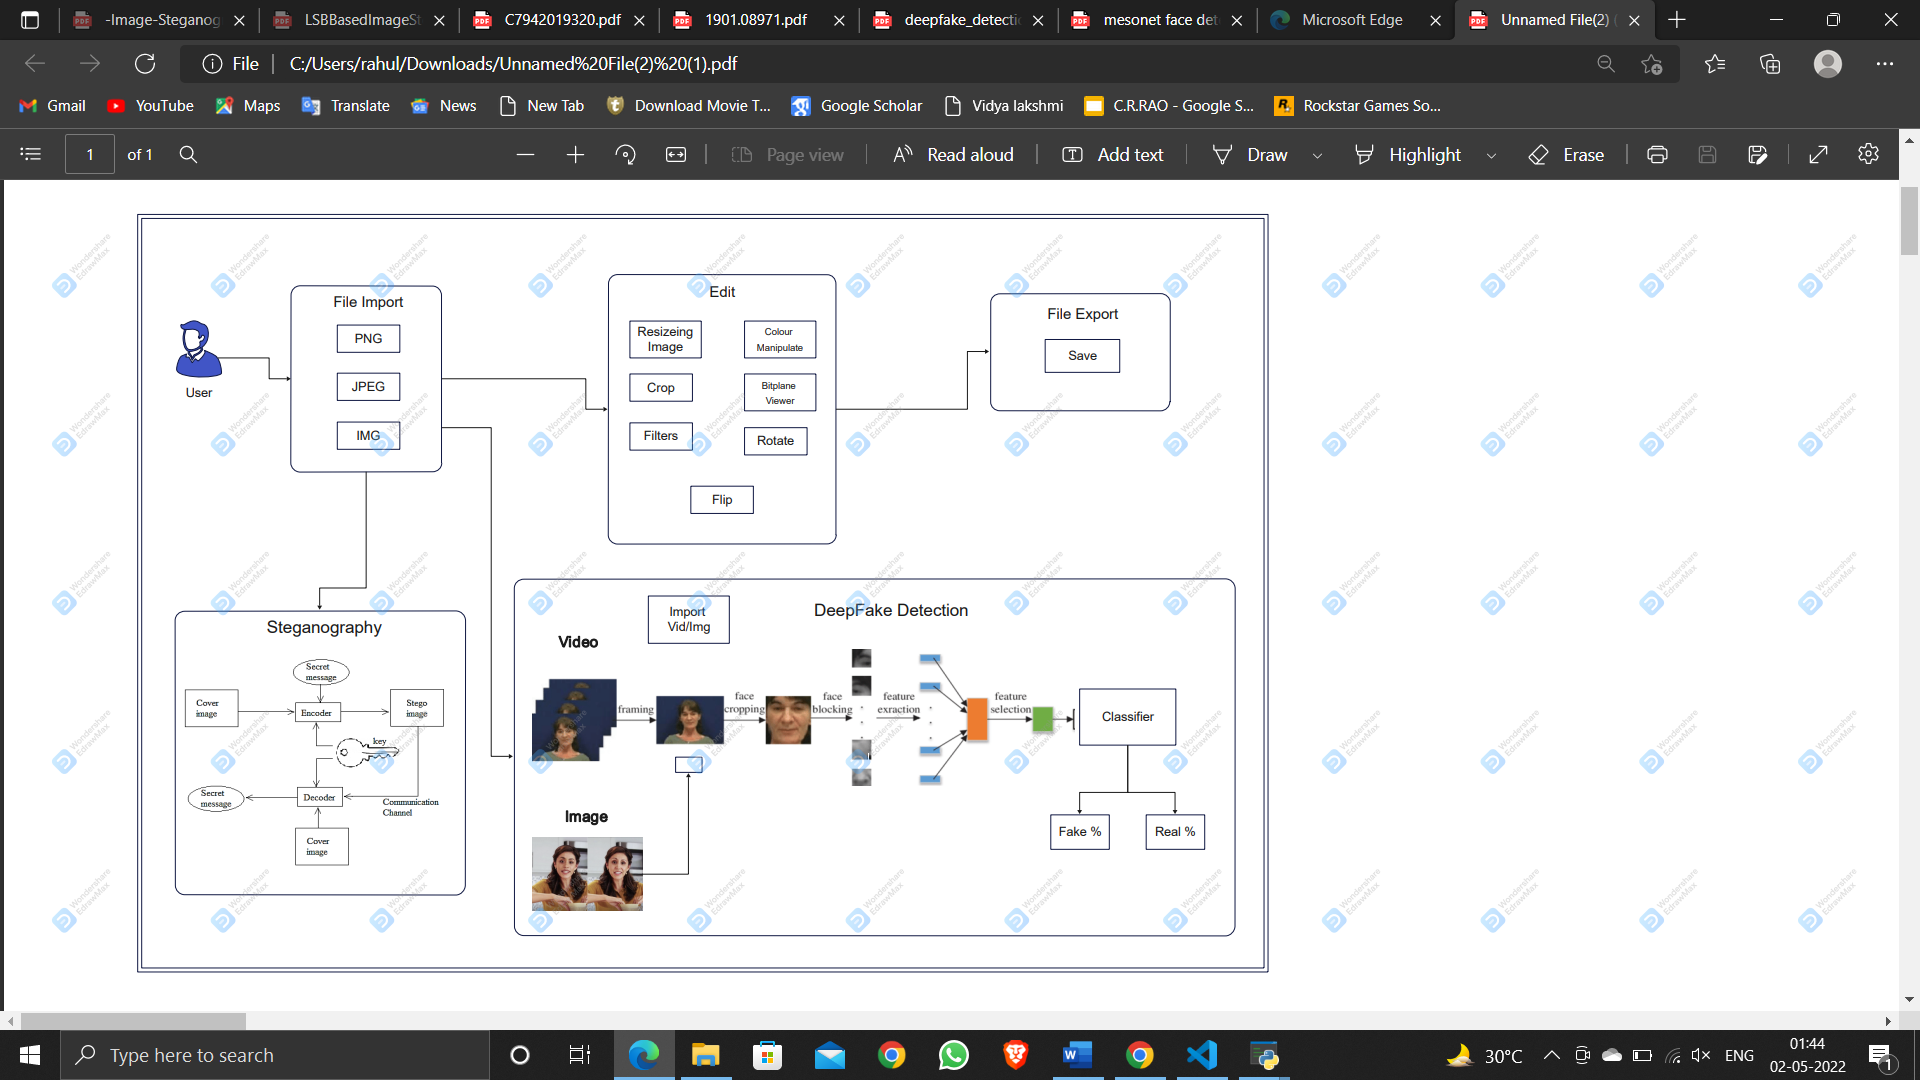 -Image-Steganog
LSBBasedImageSt
C7942019320.pdf
1901.08971.pdf
deepfake_detectio
mesonet face det
Microsoft Edge
Unnamed File(2) (
File
C:/Users/rahul/Downloads/Unnamed%20File(2)%20(1).pdf
Gmail
YouTube
Maps
Translate
News
New Tab
Download Movie T...
Google Scholar
Vidya lakshmi
C.R.RAO - Google S...
Rockstar Games So...
1 of 1
Page view
Read aloud
Add text
Draw
Highlight
Erase
File Import
PNG
JPEG
IMG
User
Edit
Resizeing
Image
Colour
Manipulate
Crop
Bitplane
Viewer
Filters
Rotate
Flip
File Export
Save
Steganography
Secret
message
Cover
image
Encoder
Stego
image
key
Secret
message
Decoder
Communication
Channel
Cover
image
Import
Vid/Img
DeepFake Detection
Video
framing
face
cropping
face
blocking
feature
exraction
feature
selection
Classifier
Image
Fake %
Real %
Wondershare
EdrawMax
Type here to search
30°C
ENG
01:44
02-05-2022
1